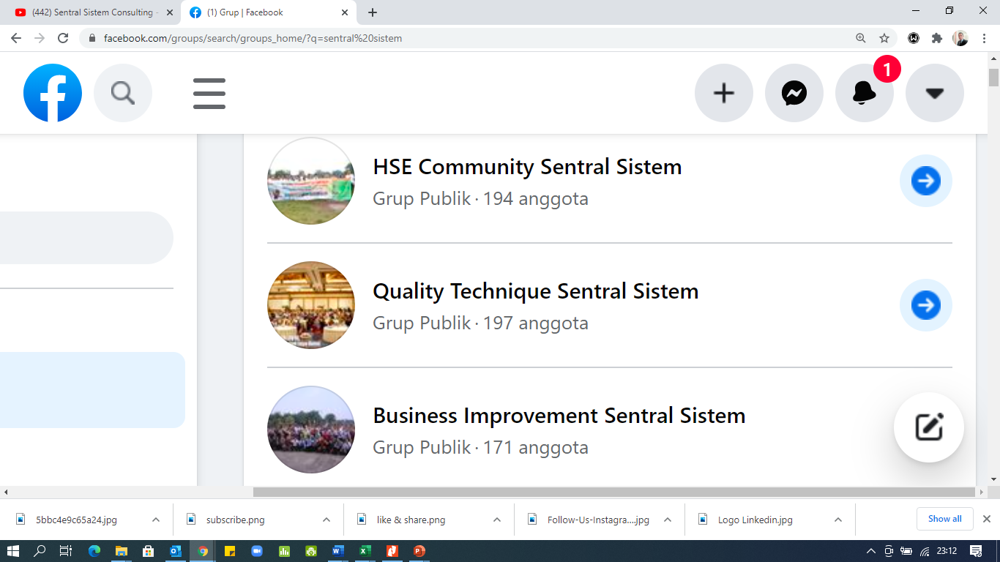 (442) Sentral Sistem Consulting -
(1) Grup | Facebook
facebook.com/groups/search/groups_home/?q=sentral%20sistem
1
HSE Community Sentral Sistem
Grup Publik · 194 anggota
Quality Technique Sentral Sistem
Grup Publik · 197 anggota
Business Improvement Sentral Sistem
Grup Publik · 171 anggota
5bbc4e9c65a24.jpg
subscribe.png
like & share.png
Follow-Us-Instagra....jpg
Logo Linkedin.jpg
Show all
23:12